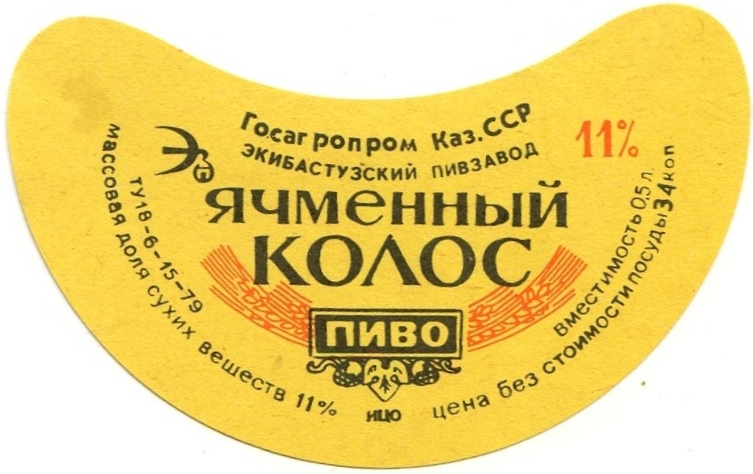 Госагропром Каз.ССР
ЭКИБАСТУЗСКИЙ ПИВЗАВОД
11%
ЯЧМЕННЫЙ
КОЛОС
ПИВО
ТУ18-6-15-79
массовая доля сухих веществ 11%
ИЦО
вместимость 0,5 л.
цена без стоимости посуды 34 коп